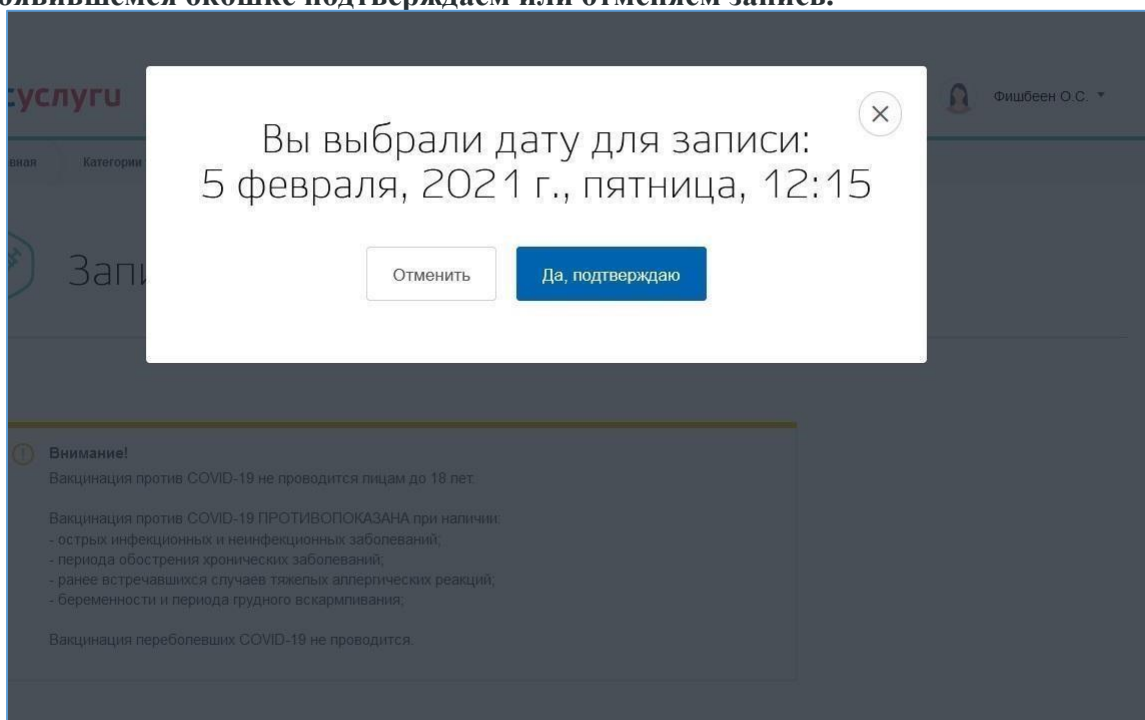 появившемся окошке подтверждаем или отменяем запись.
суслуги
Фишбеен О.С.
вная Категории
Вы выбрали дату для записи:
5 февраля, 2021 г., пятница, 12:15
Отменить Да, подтверждаю
Запи
Внимание!
Вакцинация против COVID-19 не проводится лицам до 18 лет.
Вакцинация против COVID-19 ПРОТИВОПОКАЗАНА при наличии:
- острых инфекционных и неинфекционных заболеваний;
- периода обострения хронических заболеваний;
- ранее встречавшихся случаев тяжелых аллергических реакций;
- беременности и периода грудного вскармливания;
Вакцинация переболевших COVID-19 не проводится.